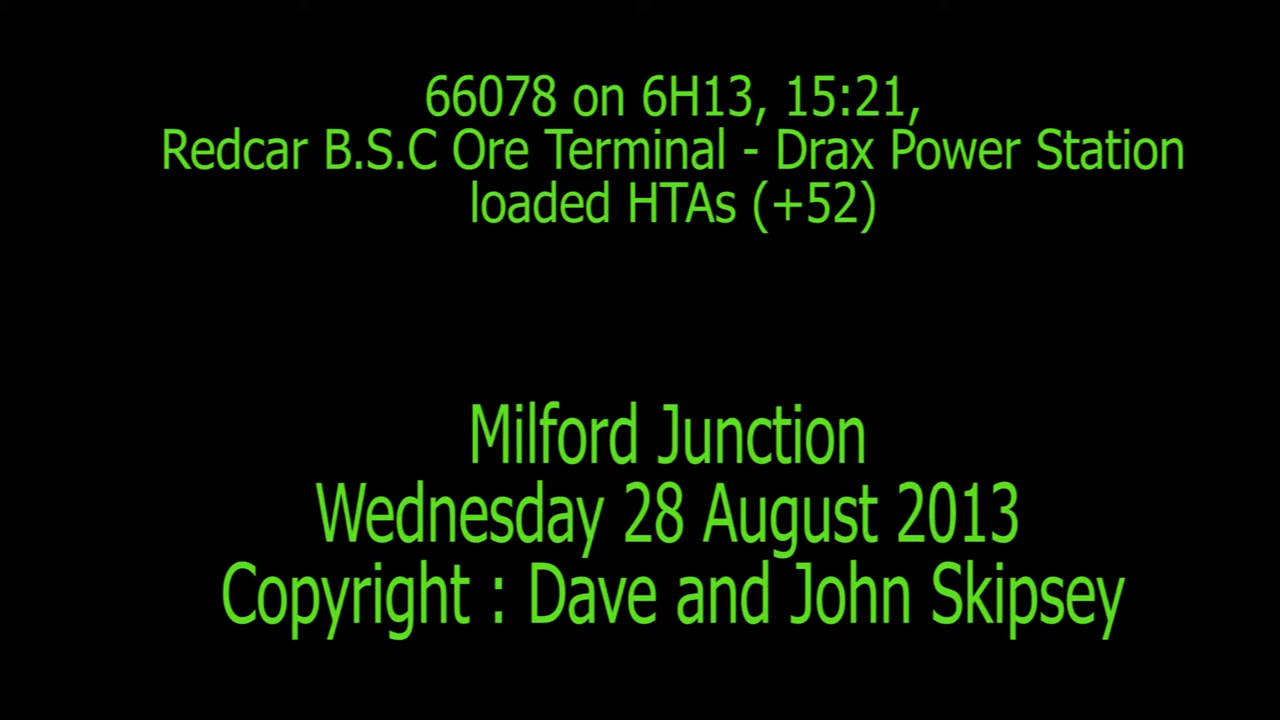 66078 on 6H13, 15:21,
Redcar B.S.C Ore Terminal - Drax Power Station
loaded HTAs (+52)
Milford Junction
Wednesday 28 August 2013
Copyright : Dave and John Skipsey